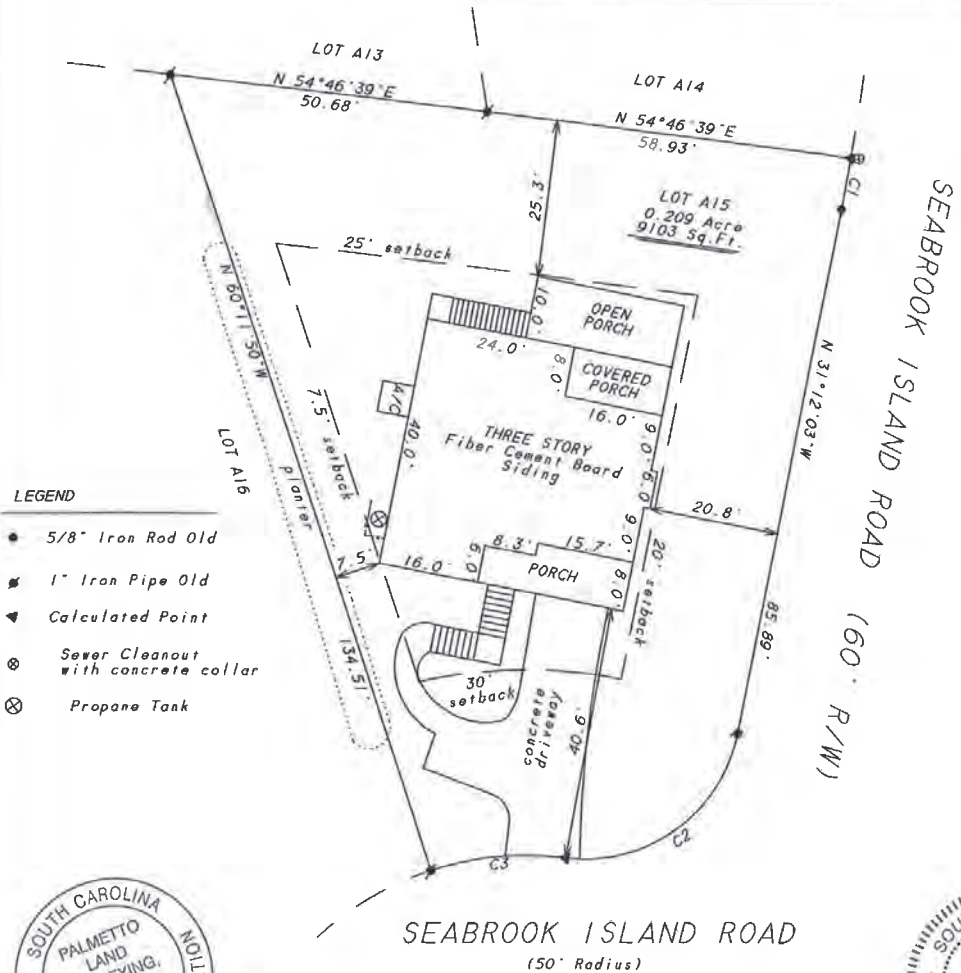 LOT A13
N 54°46'39"E
50.68'
LOT A14
N 54°46'39"E
58.93'
C1
LOT A15
0.209 Acre
9103 Sq.Ft.
25.3'
25' setback
SEABROOK ISLAND ROAD (60' R/W)
N 60°11'50"W
134.51'
LOT A16
Planter
7.5' setback
7.5'
10.0'
OPEN
PORCH
24.0'
8.0'
COVERED
PORCH
16.0'
A/C
40.0'
THREE STORY
Fiber Cement Board
Siding
9.0'
6.0'
9.0'
20.8'
N 31°12'03"W
85.89'
20' setback
16.0'
6.0'
8.3'
15.7'
PORCH
8.0'
30'
setback
concrete
driveway
40.6'
C2
C3
LEGEND
5/8" Iron Rod Old
1" Iron Pipe Old
Calculated Point
Sewer Cleanout
with concrete collar
Propane Tank
SEABROOK ISLAND ROAD
(50' Radius)
SOUTH CAROLINA
PALMETTO
LAND